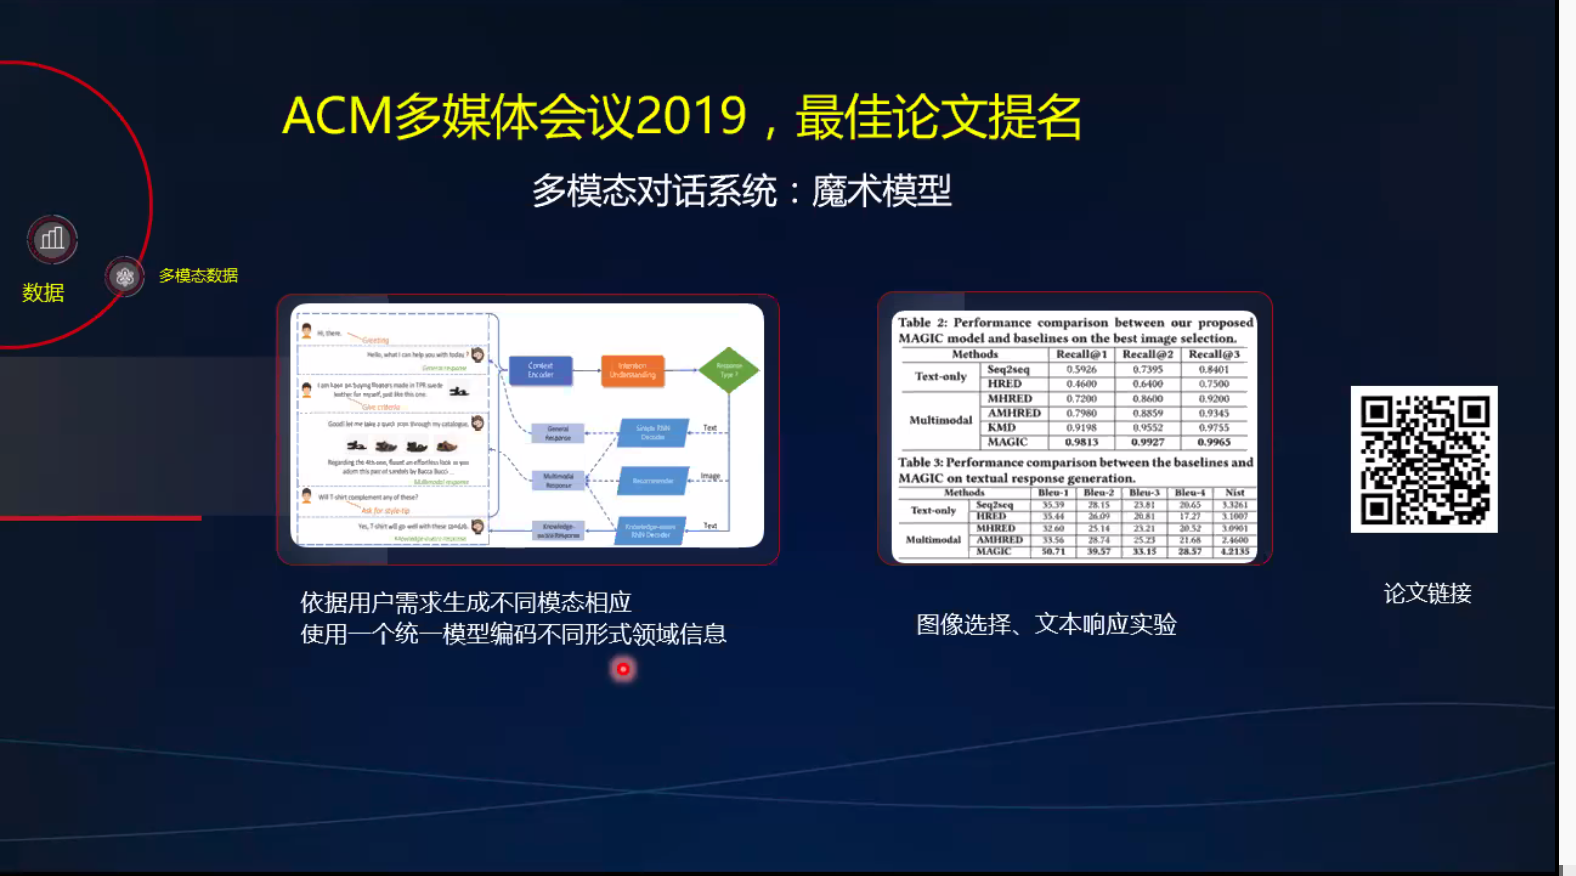 ACM多媒体会议2019，最佳论文提名
多模态对话系统：魔术模型
数据
多模态数据
Hi, there.
Greeting
Hello, what I can help you with today ?
General response
I am keen on buying floaters made in TPR suede
leather for myself, just like this one.
Give criteria
Good! let me take a quick scan through my catalogue.
Regarding the 4th one, flaunt an effortless look as you
adorn this pair of sandals by Bacca Bucci ...
Multimodal response
Will T-shirt complement any of these?
Ask for style-tip
Yes, T-shirt will go well with these sandals.
Knowledge-aware response
Context
Encoder
Intention
Understanding
Response
Type ?
General
Response
Simple RNN
Decoder
Text
Multimodal
Response
Recommender
Image
Knowledge-
aware Response
Knowledge-aware
RNN Decoder
Text
依据用户需求生成不同模态相应
使用一个统一模型编码不同形式领域信息
Table 2: Performance comparison between our proposed
MAGIC model and baselines on the best image selection.
Methods Recall@1 Recall@2 Recall@3
Text-only Seq2seq 0.5926 0.7395 0.8401
HRED 0.4600 0.6400 0.7500
Multimodal MHRED 0.7200 0.8600 0.9200
AMHRED 0.7980 0.8859 0.9345
KMD 0.9198 0.9552 0.9755
MAGIC 0.9813 0.9927 0.9965
Table 3: Performance comparison between the baselines and
MAGIC on textual response generation.
Methods Bleu-1 Bleu-2 Bleu-3 Bleu-4 Nist
Text-only Seq2seq 35.39 28.15 23.81 20.65 3.3261
HRED 35.44 26.09 20.81 17.27 3.1007
Multimodal MHRED 32.60 25.14 23.21 20.52 3.0901
AMHRED 33.56 28.74 25.23 21.68 2.4600
MAGIC 50.71 39.57 33.15 28.57 4.2135
图像选择、文本响应实验
论文链接